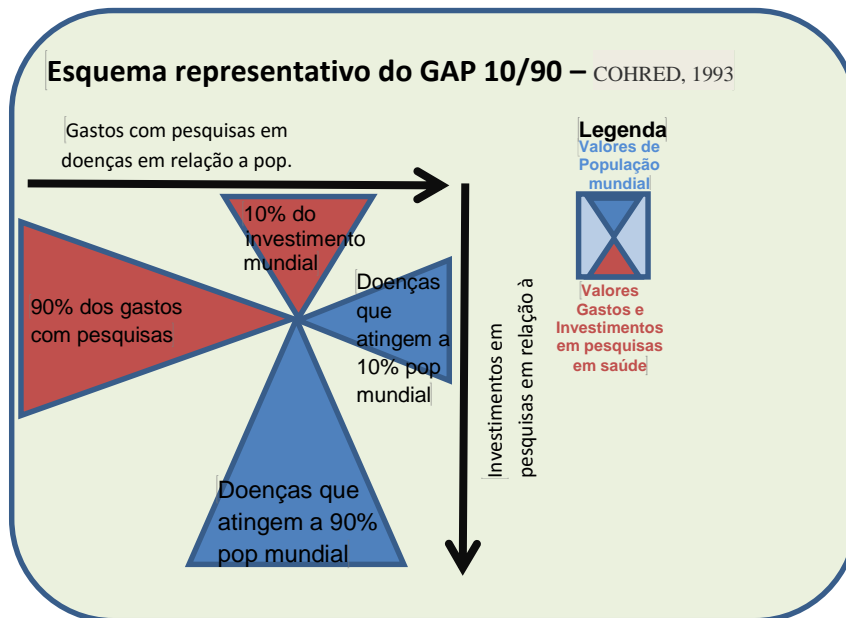 Esquema representativo do GAP 10/90 – COHRED, 1993
Gastos com pesquisas em
doenças em relação a pop.
Legenda
Valores de
População
mundial
10% do
investimento
mundial
90% dos gastos
com pesquisas
Doenças
que
atingem a
10% pop
mundial
Valores
Gastos e
Investimentos
em pesquisas
em saúde
Investimentos em
pesquisas em relação à
Doenças que
atingem a 90%
pop mundial